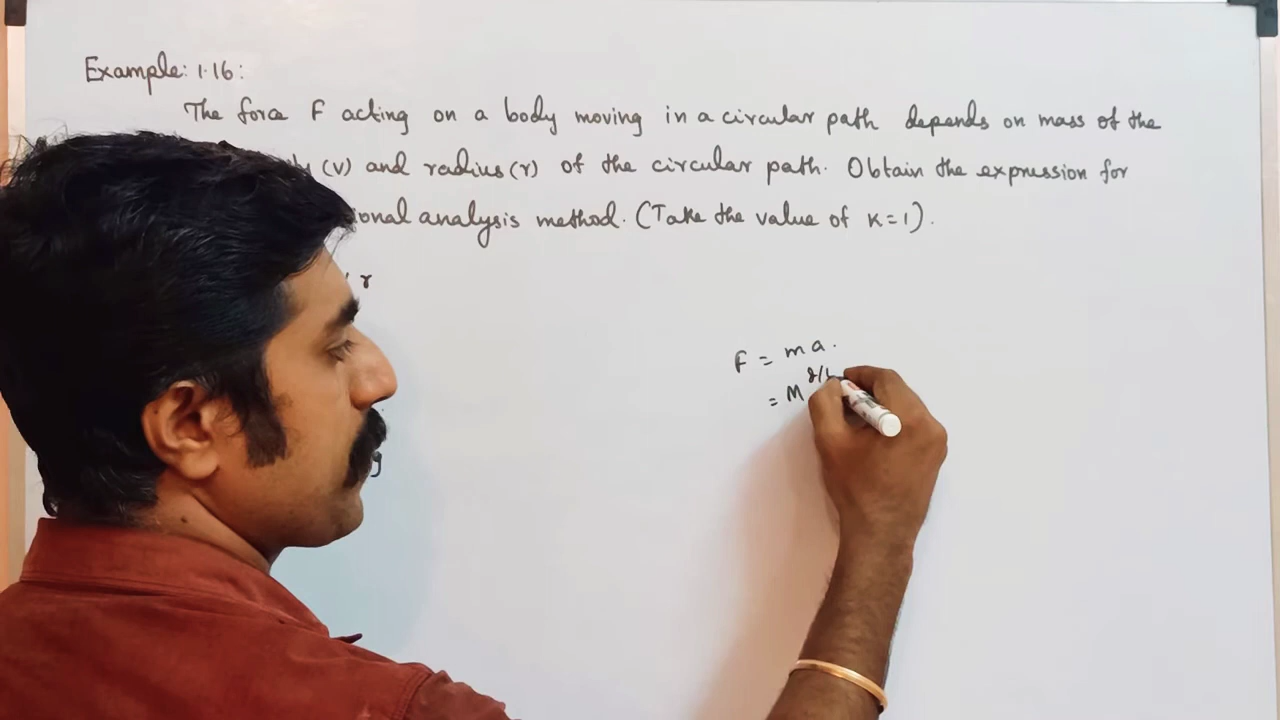 Example: 1.16:
The force F acting on a body moving in a circular path depends on mass of the
(v) and radius (r) of the circular path. Obtain the expression for
onal analysis method. (Take the value of K=1).
r
F = ma.
= M